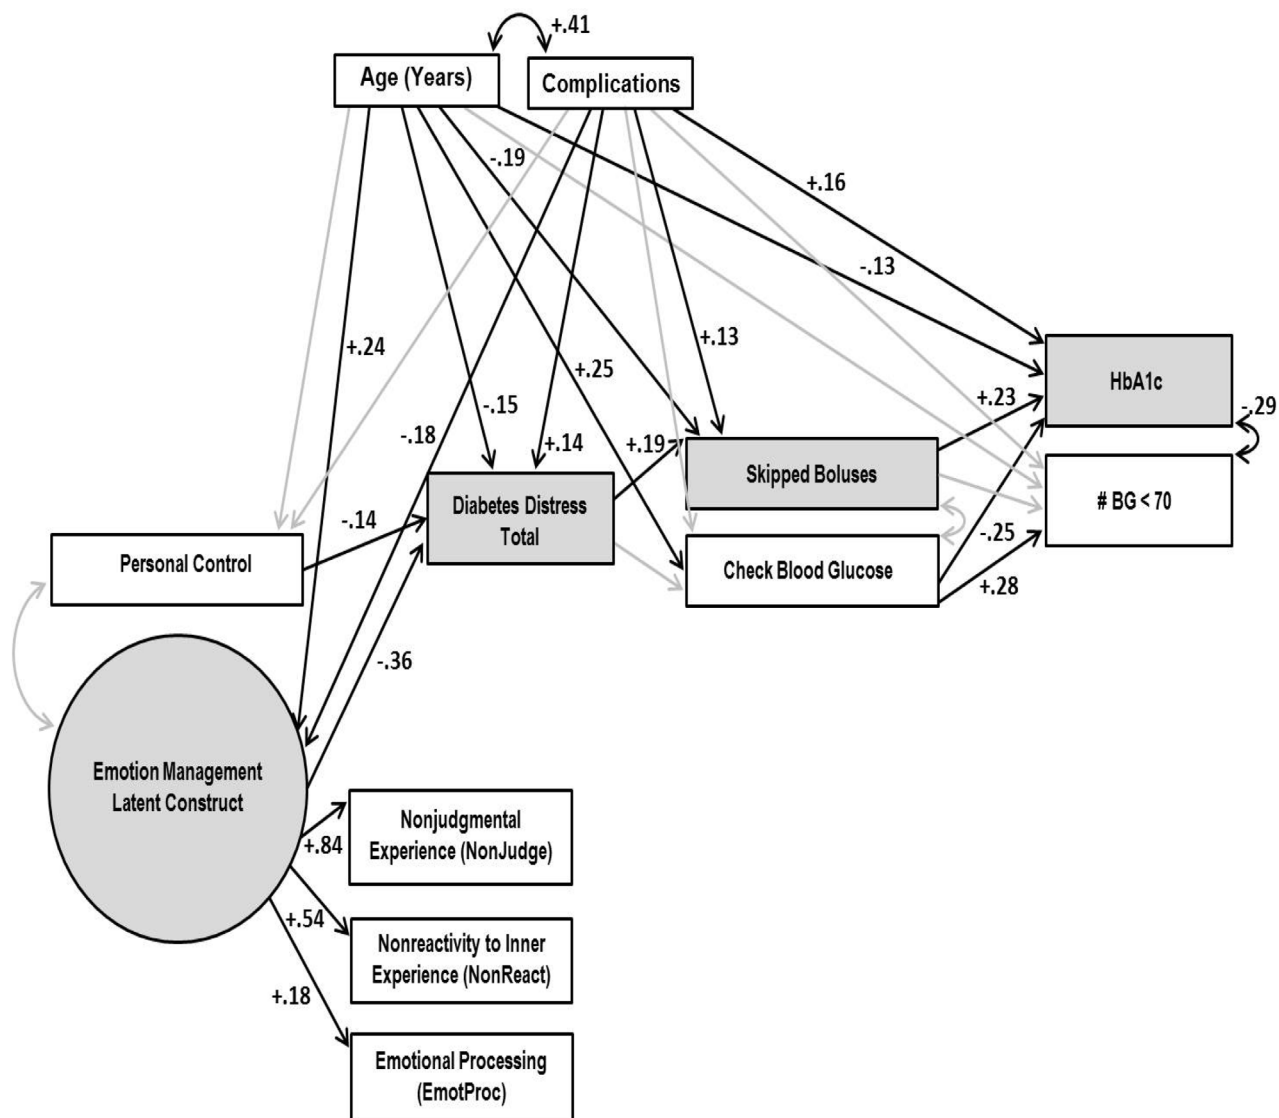 +.41
Age (Years)
Complications
-.19
+.16
-.13
+.24
+.13
+.25
HbA1c
-.15
+.23
-.29
-.18
+.14
+.19
Skipped Boluses
# BG < 70
Diabetes Distress
Total
-.14
-.25
Personal Control
Check Blood Glucose
+.28
-.36
Emotion Management
Latent Construct
Nonjudgmental
Experience (NonJudge)
+.84
+.54
Nonreactivity to Inner
Experience (NonReact)
+.18
Emotional Processing
(EmotProc)